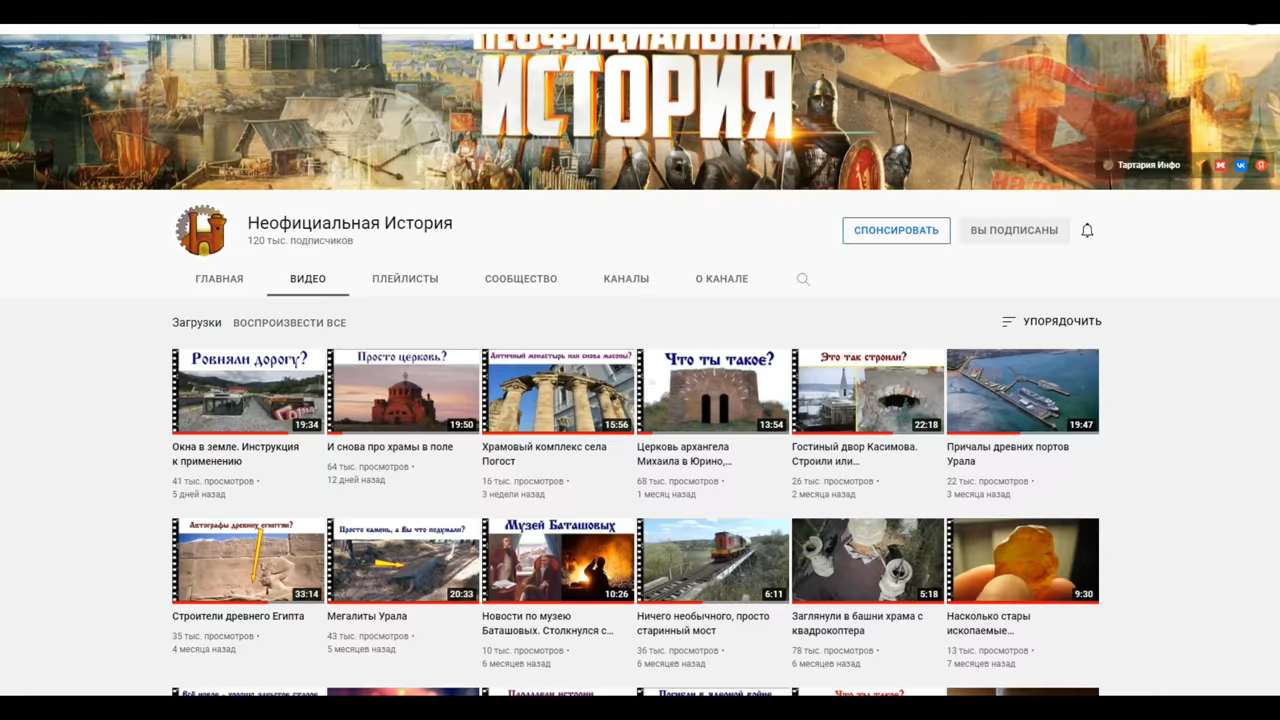 НЕОФИЦИАЛЬНАЯ
ИСТОРИЯ
Тартария Инфо
Неофициальная История
120 тыс. подписчиков
СПОНСИРОВАТЬ
ВЫ ПОДПИСАНЫ
ГЛАВНАЯ ВИДЕО ПЛЕЙЛИСТЫ СООБЩЕСТВО КАНАЛЫ О КАНАЛЕ
Загрузки ВОСПРОИЗВЕСТИ ВСЕ
УПОРЯДОЧИТЬ
Ровняли дорогу?
19:34
Окна в земле. Инструкция
к применению
41 тыс. просмотров •
5 дней назад
Просто церковь?
19:50
И снова про храмы в поле
64 тыс. просмотров •
12 дней назад
Античный монастырь или снова масоны?
15:56
Храмовый комплекс села
Погост
16 тыс. просмотров •
3 недели назад
Что ты такое?
13:54
Церковь архангела
Михаила в Юрино,...
68 тыс. просмотров •
1 месяц назад
Это так строили?
22:18
Гостиный двор Касимова.
Строили или...
26 тыс. просмотров •
2 месяца назад
19:47
Причалы древних портов
Урала
22 тыс. просмотров •
3 месяца назад
Автографы древних египтян?
33:14
Строители древнего Египта
35 тыс. просмотров •
4 месяца назад
Просто камень, а Вы что подумали?
20:33
Мегалиты Урала
43 тыс. просмотров •
5 месяцев назад
Музей Баташовых
10:26
Новости по музею
Баташовых. Столкнулся с...
10 тыс. просмотров •
6 месяцев назад
6:11
Ничего необычного, просто
старинный мост
36 тыс. просмотров •
6 месяцев назад
5:18
Заглянули в башни храма с
квадрокоптера
78 тыс. просмотров •
6 месяцев назад
9:30
Насколько стары
ископаемые...
13 тыс. просмотров •
7 месяцев назад
Всё новое - хорошо забытое старое
Параллели истории
Погибли в ядерной войне
Что ты такое?